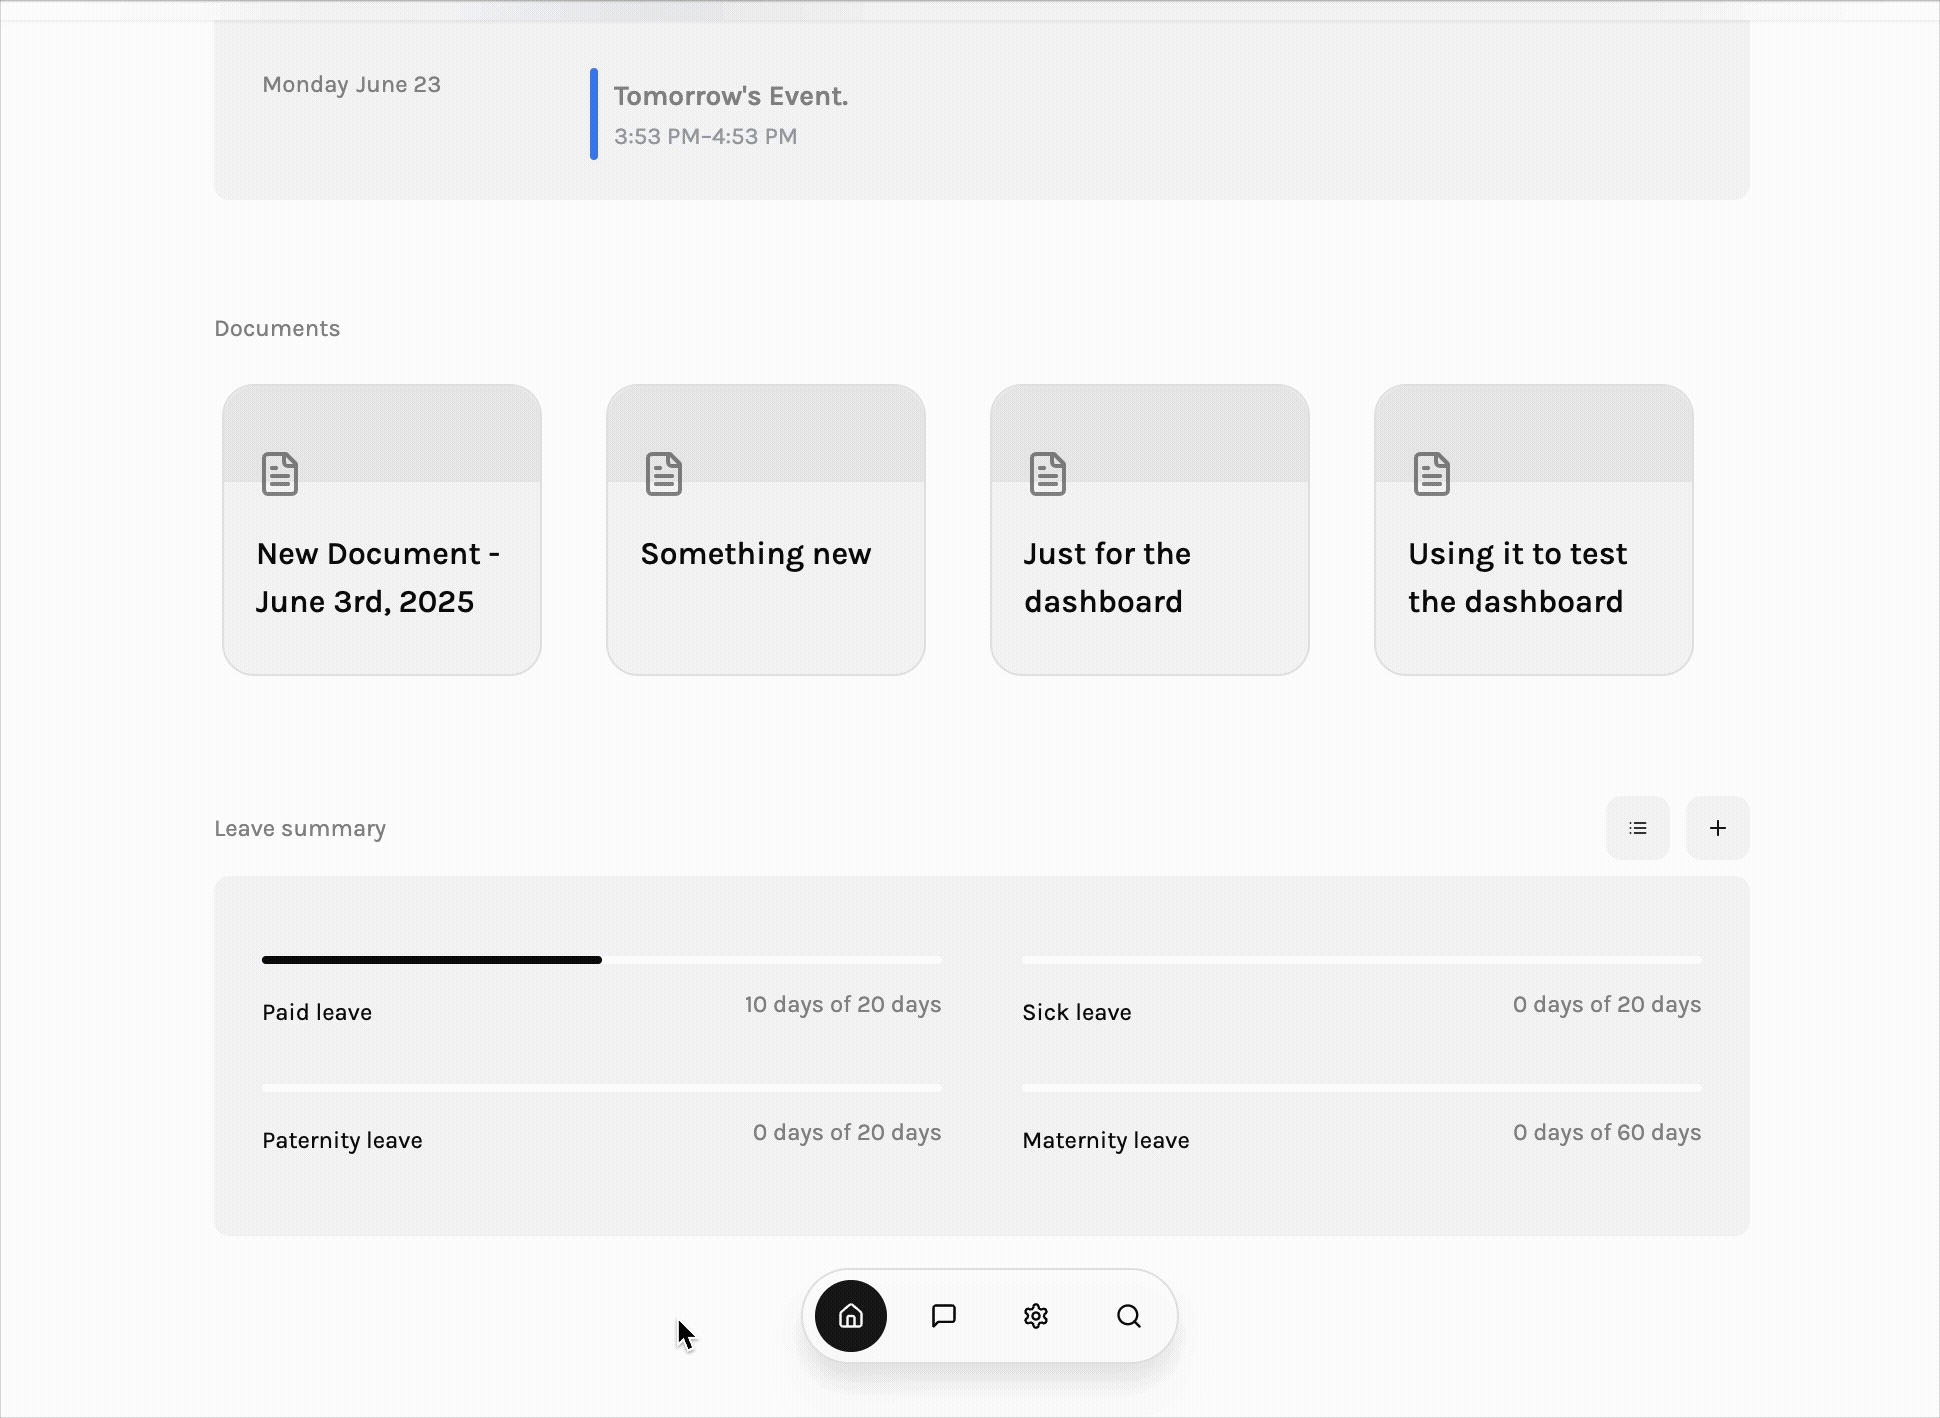 Monday June 23
Tomorrow's Event.
3:53 PM–4:53 PM
Documents
New Document -
June 3rd, 2025
Something new
Just for the
dashboard
Using it to test
the dashboard
Leave summary
Paid leave
10 days of 20 days
Sick leave
0 days of 20 days
Paternity leave
0 days of 20 days
Maternity leave
0 days of 60 days